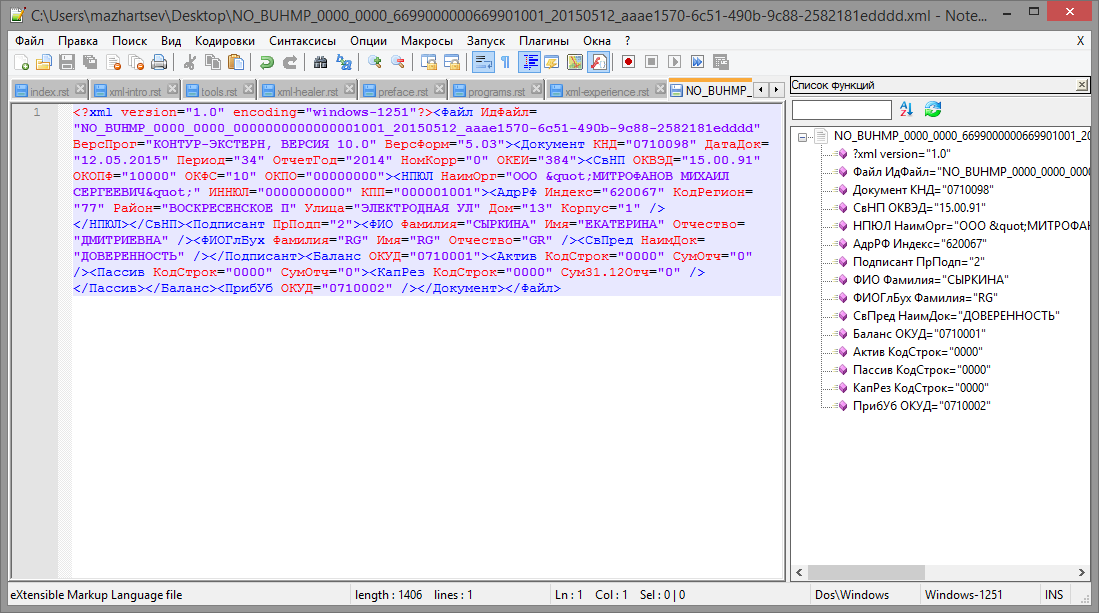 C:\Users\mazhartsev\Desktop\NO_BUHMP_0000_0000_6699000000669901001_20150512_aaae1570-6c51-490b-9c88-2582181edddd.xml - Note...
Файл Правка Поиск Вид Кодировки Синтаксисы Опции Макросы Запуск Плагины Окна ? X
index.rst xml-intro.rst tools.rst xml-healer.rst preface.rst programs.rst xml-experience.rst NO_BUHMP_
1 <?xml version="1.0" encoding="windows-1251"?><Файл ИдФайл=
"NO_BUHMP_0000_0000_0000000000000001001_20150512_aaae1570-6c51-490b-9c88-2582181edddd"
ВерсПрог="КОНТУР-ЭКСТЕРН, ВЕРСИЯ 10.0" ВерсФорм="5.03"><Документ КНД="0710098" ДатаДок=
"12.05.2015" Период="34" ОтчетГод="2014" НомКорр="0" ОКЕИ="384"><СвНП ОКВЭД="15.00.91"
ОКОПФ="10000" ОКФС="10" ОКПО="00000000"><НПЮЛ НаимОрг="ООО &quot;МИТРОФАНОВ МИХАИЛ
СЕРГЕЕВИЧ&quot;" ИННЮЛ="0000000000" КПП="000001001"><АдрРФ Индекс="620067" КодРегион=
"77" Район="ВОСКРЕСЕНСКОЕ П" Улица="ЭЛЕКТРОДНАЯ УЛ" Дом="13" Корпус="1" />
</НПЮЛ></СвНП><Подписант ПрПодп="2"><ФИО Фамилия="СЫРКИНА" Имя="ЕКАТЕРИНА" Отчество=
"ДМИТРИЕВНА" /><ФИОГлБух Фамилия="RG" Имя="RG" Отчество="GR" /><СвПред НаимДок=
"ДОВЕРЕННОСТЬ" /></Подписант><Баланс ОКУД="0710001"><Актив КодСтрок="0000" СумОтч="0"
/><Пассив КодСтрок="0000" СумОтч="0"><КапРез КодСтрок="0000" Сум31.12Отч="0" />
</Пассив></Баланс><ПрибУб ОКУД="0710002" /></Документ></Файл>
Список функций
NO_BUHMP_0000_0000_6699000000669901001_20
?xml version="1.0"
Файл ИдФайл="NO_BUHMP_0000_0000_0000
Документ КНД="0710098"
СвНП ОКВЭД="15.00.91"
НПЮЛ НаимОрг="ООО &quot;МИТРОФАН
АдрРФ Индекс="620067"
Подписант ПрПодп="2"
ФИО Фамилия="СЫРКИНА"
ФИОГлБух Фамилия="RG"
СвПред НаимДок="ДОВЕРЕННОСТЬ"
Баланс ОКУД="0710001"
Актив КодСтрок="0000"
Пассив КодСтрок="0000"
КапРез КодСтрок="0000"
ПрибУб ОКУД="0710002"
eXtensible Markup Language file length : 1406 lines : 1 Ln : 1 Col : 1 Sel : 0 | 0 Dos\Windows Windows-1251 INS